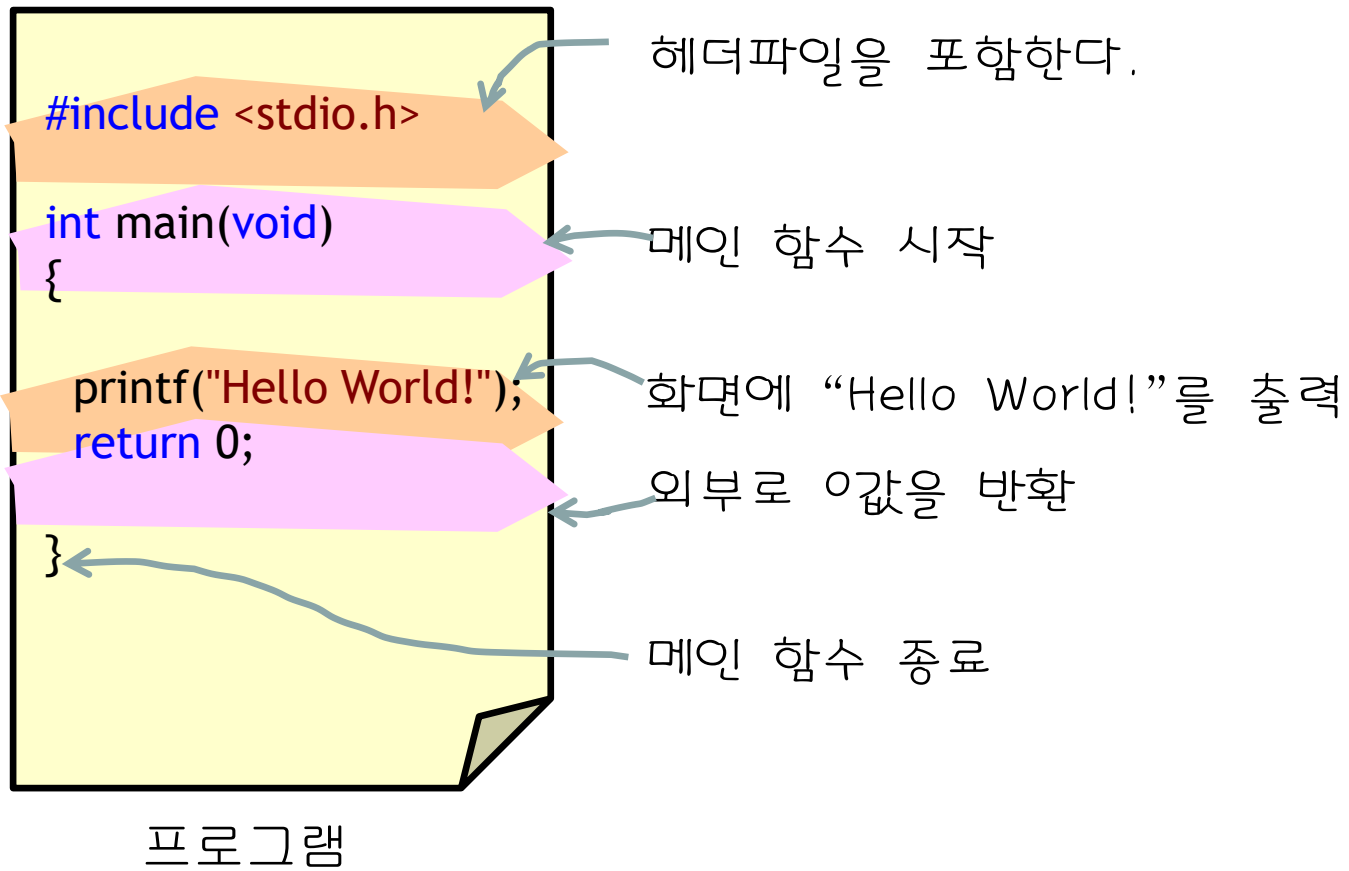 헤더파일을 포함한다.
#include <stdio.h>
int main(void)
메인 함수 시작
{
printf("Hello World!");
화면에 “Hello World!”를 출력
return 0;
외부로 0값을 반환
}
메인 함수 종료
프로그램